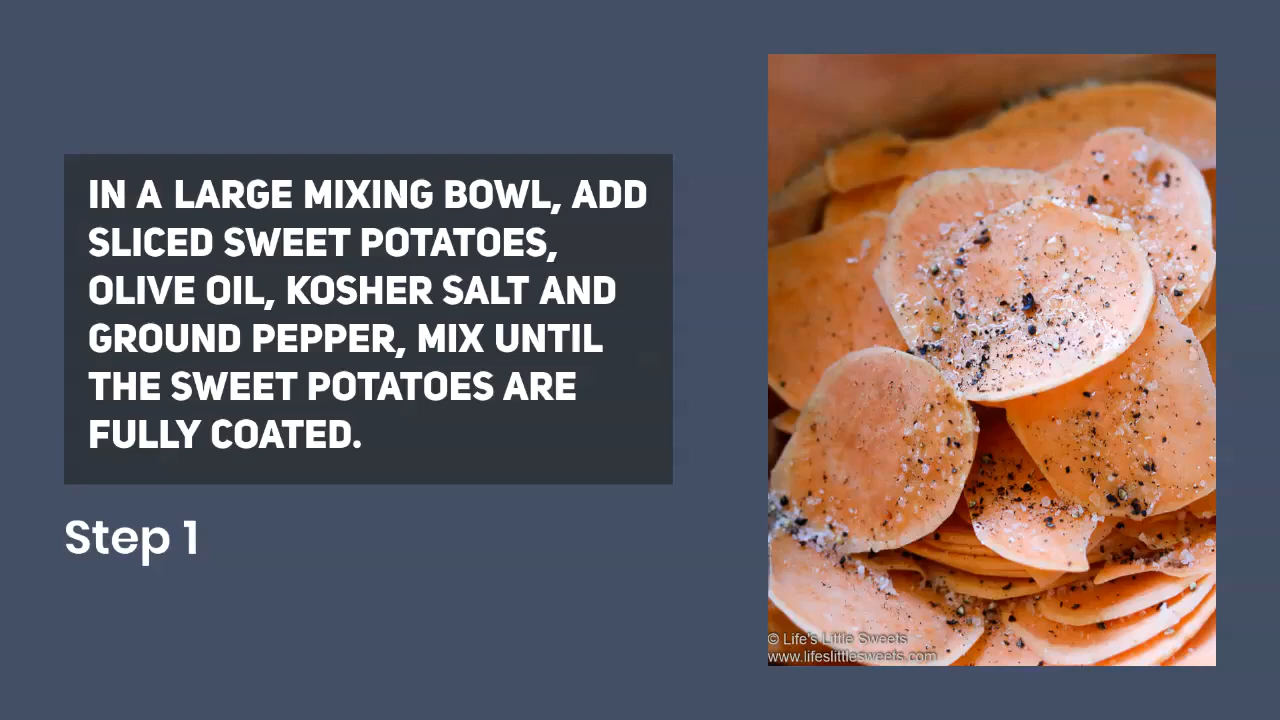 IN A LARGE MIXING BOWL, ADD
SLICED SWEET POTATOES,
OLIVE OIL, KOSHER SALT AND
GROUND PEPPER, MIX UNTIL
THE SWEET POTATOES ARE
FULLY COATED.
Step 1
© Life's Little Sweets
www.lifeslittlesweets.com